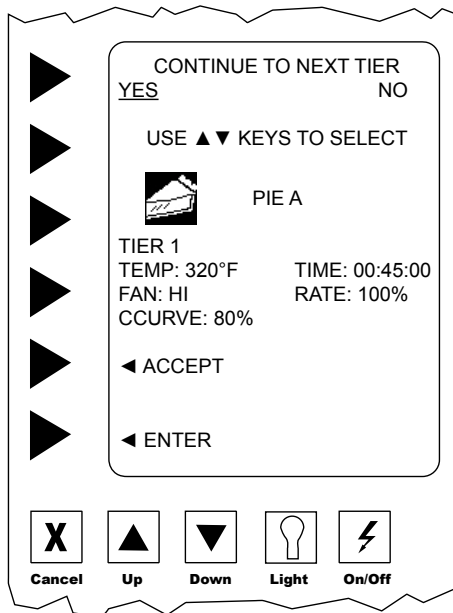 CONTINUE TO NEXT TIER
YES NO
USE ▲▼ KEYS TO SELECT
PIE A
TIER 1
TEMP: 320°F TIME: 00:45:00
FAN: HI RATE: 100%
CCURVE: 80%
◄ ACCEPT
◄ ENTER
X
Cancel Up Down Light On/Off